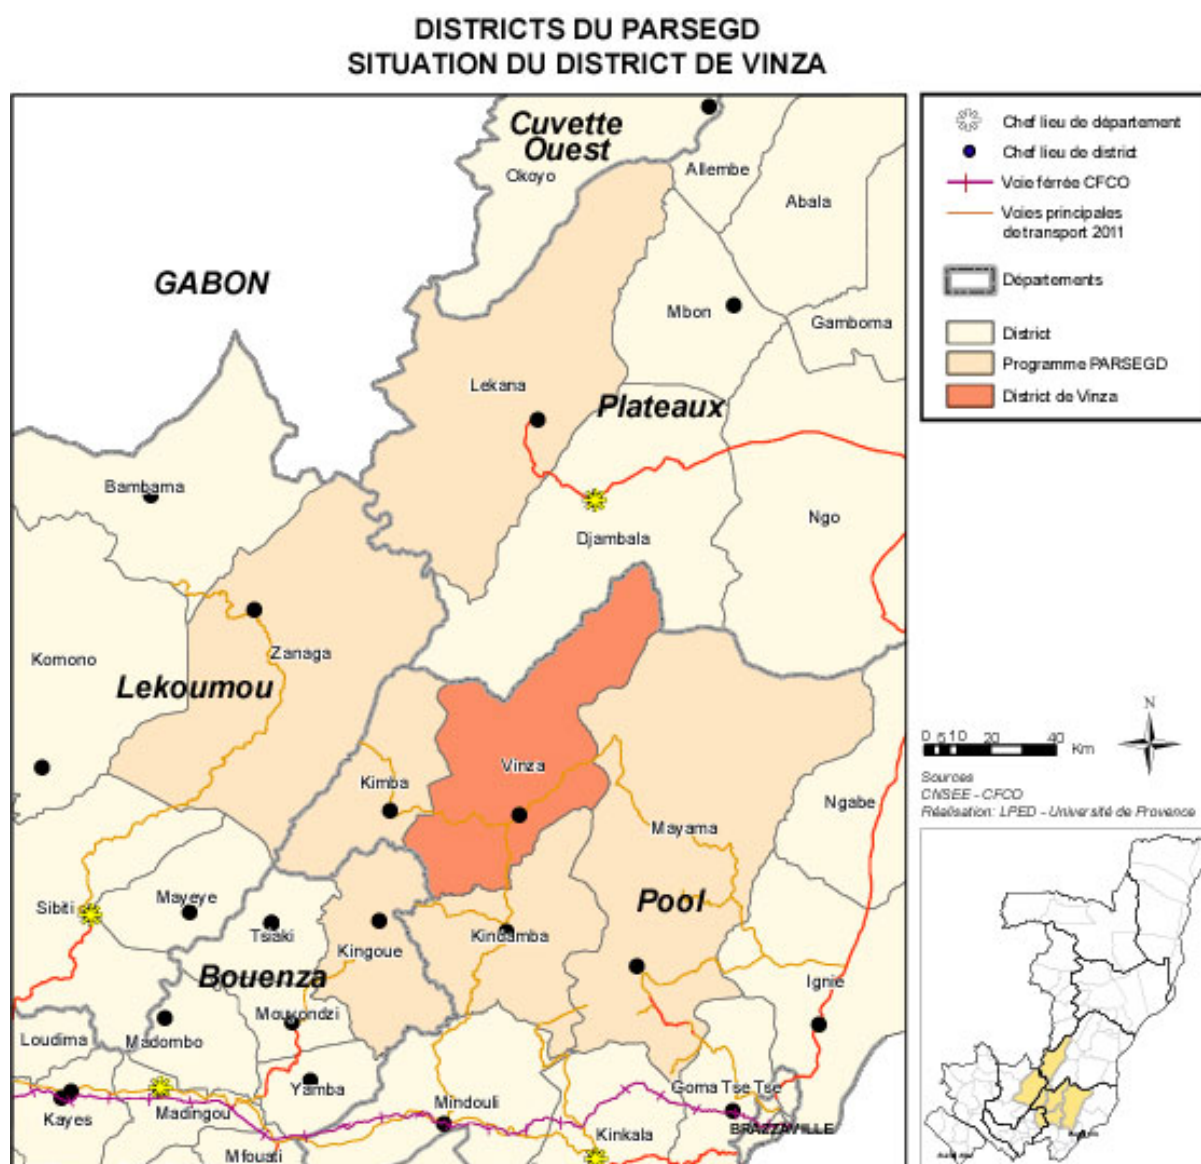 DISTRICTS DU PARSEGD
SITUATION DU DISTRICT DE VINZA
Cuvette
Ouest
Okoyo
Allembe
Abala
GABON
Mbon
Gamboma
Lekana
Plateaux
Bambama
Ngo
Djambala
Komono
Zanaga
Lekoumou
Vinza
Kimba
Ngabe
Mayama
Mayeye
Sibiti
Pool
Tsiaki
Kindamba
Kingoue
Bouenza
Ignie
Mouyondzi
Loudima
Madombo
Yamba
Goma Tse Tse
Mindouli
Madingou
Kayes
BRAZZAVILLE
Kinkala
Mfouati
Chef lieu de département
Chef lieu de district
Voie férrée CFCO
Voies principales
de transport 2011
Départements
District
Programme PARSEGD
District de Vinza
N
0 5 10 20 40 Km
Sources
CNSEE - CFCO
Réalisation: LPED - Université de Provence